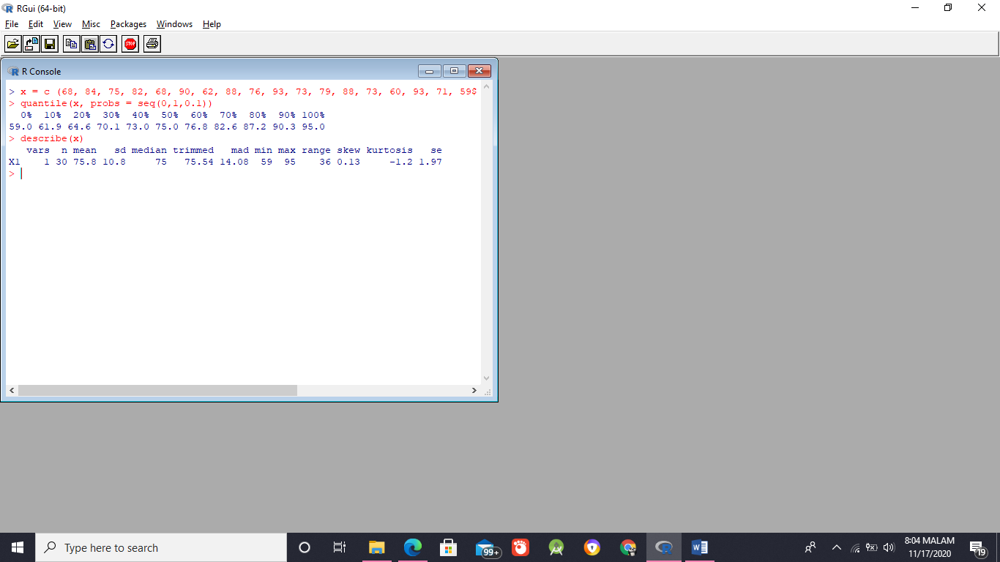 RGui (64-bit)
File Edit View Misc Packages Windows Help
STOP
R Console
> x = c (68, 84, 75, 82, 68, 90, 62, 88, 76, 93, 73, 79, 88, 73, 60, 93, 71, 59$
> quantile(x, probs = seq(0,1,0.1))
0% 10% 20% 30% 40% 50% 60% 70% 80% 90% 100%
59.0 61.9 64.6 70.1 73.0 75.0 76.8 82.6 87.2 90.3 95.0
> describe(x)
vars n mean sd median trimmed mad min max range skew kurtosis se
X1 1 30 75.8 10.8 75 75.54 14.08 59 95 36 0.13 -1.2 1.97
>
Type here to search
99+
8:04 MALAM
11/17/2020
19